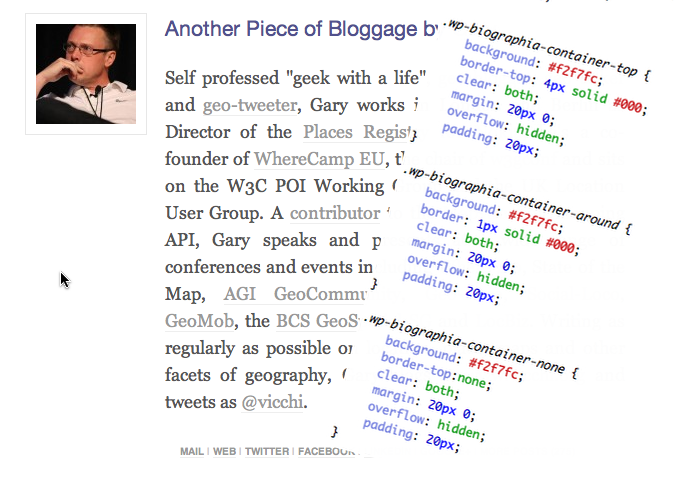 Another Piece of Bloggage by
Self professed "geek with a life"
and geo-tweeter, Gary works
Director of the Places Regist
founder of WhereCamp EU,
on the W3C POI Working
User Group. A contributor
API, Gary speaks and p
conferences and events in
Map, AGI GeoCommu
GeoMob, the BCS GeoS
regularly as possible or
facets of geography,
tweets as @vicchi.
MAIL | WEB | TWITTER | FACEBOOK
.wp-biographia-container-top {
background: #f2f7fc;
border-top: 4px solid #000;
clear: both;
margin: 20px 0;
overflow: hidden;
padding: 20px;
}
.wp-biographia-container-around {
background: #f2f7fc;
border: 1px solid #000;
clear: both;
margin: 20px 0;
overflow: hidden;
padding: 20px;
}
.wp-biographia-container-none {
background: #f2f7fc;
border-top:none;
clear: both;
margin: 20px 0;
overflow: hidden;
padding: 20px;
}